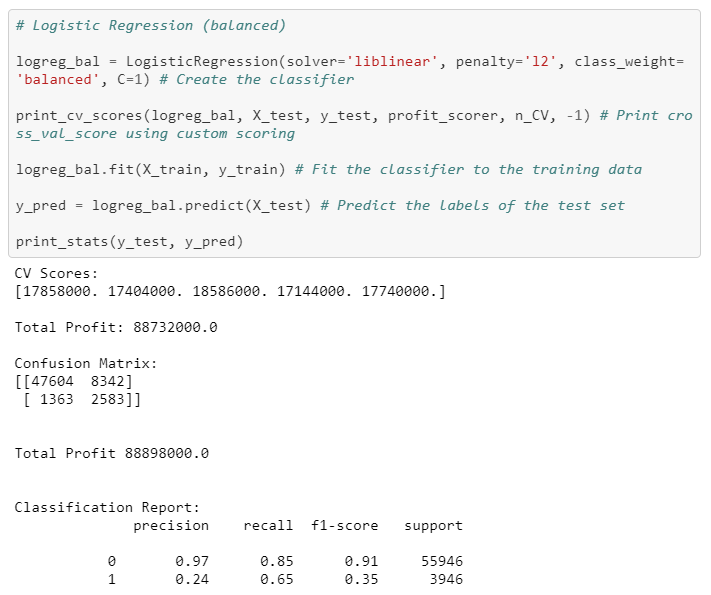 # Logistic Regression (balanced)
logreg_bal = LogisticRegression(solver='liblinear', penalty='l2', class_weight=
'balanced', C=1) # Create the classifier
print_cv_scores(logreg_bal, X_test, y_test, profit_scorer, n_CV, -1) # Print cro
ss_val_score using custom scoring
logreg_bal.fit(X_train, y_train) # Fit the classifier to the training data
y_pred = logreg_bal.predict(X_test) # Predict the labels of the test set
print_stats(y_test, y_pred)
CV Scores:
[17858000. 17404000. 18586000. 17144000. 17740000.]
Total Profit: 88732000.0
Confusion Matrix:
[[47604  8342]
 [ 1363  2583]]
Total Profit 88898000.0
Classification Report:
              precision    recall  f1-score   support
           0       0.97      0.85      0.91     55946
           1       0.24      0.65      0.35      3946